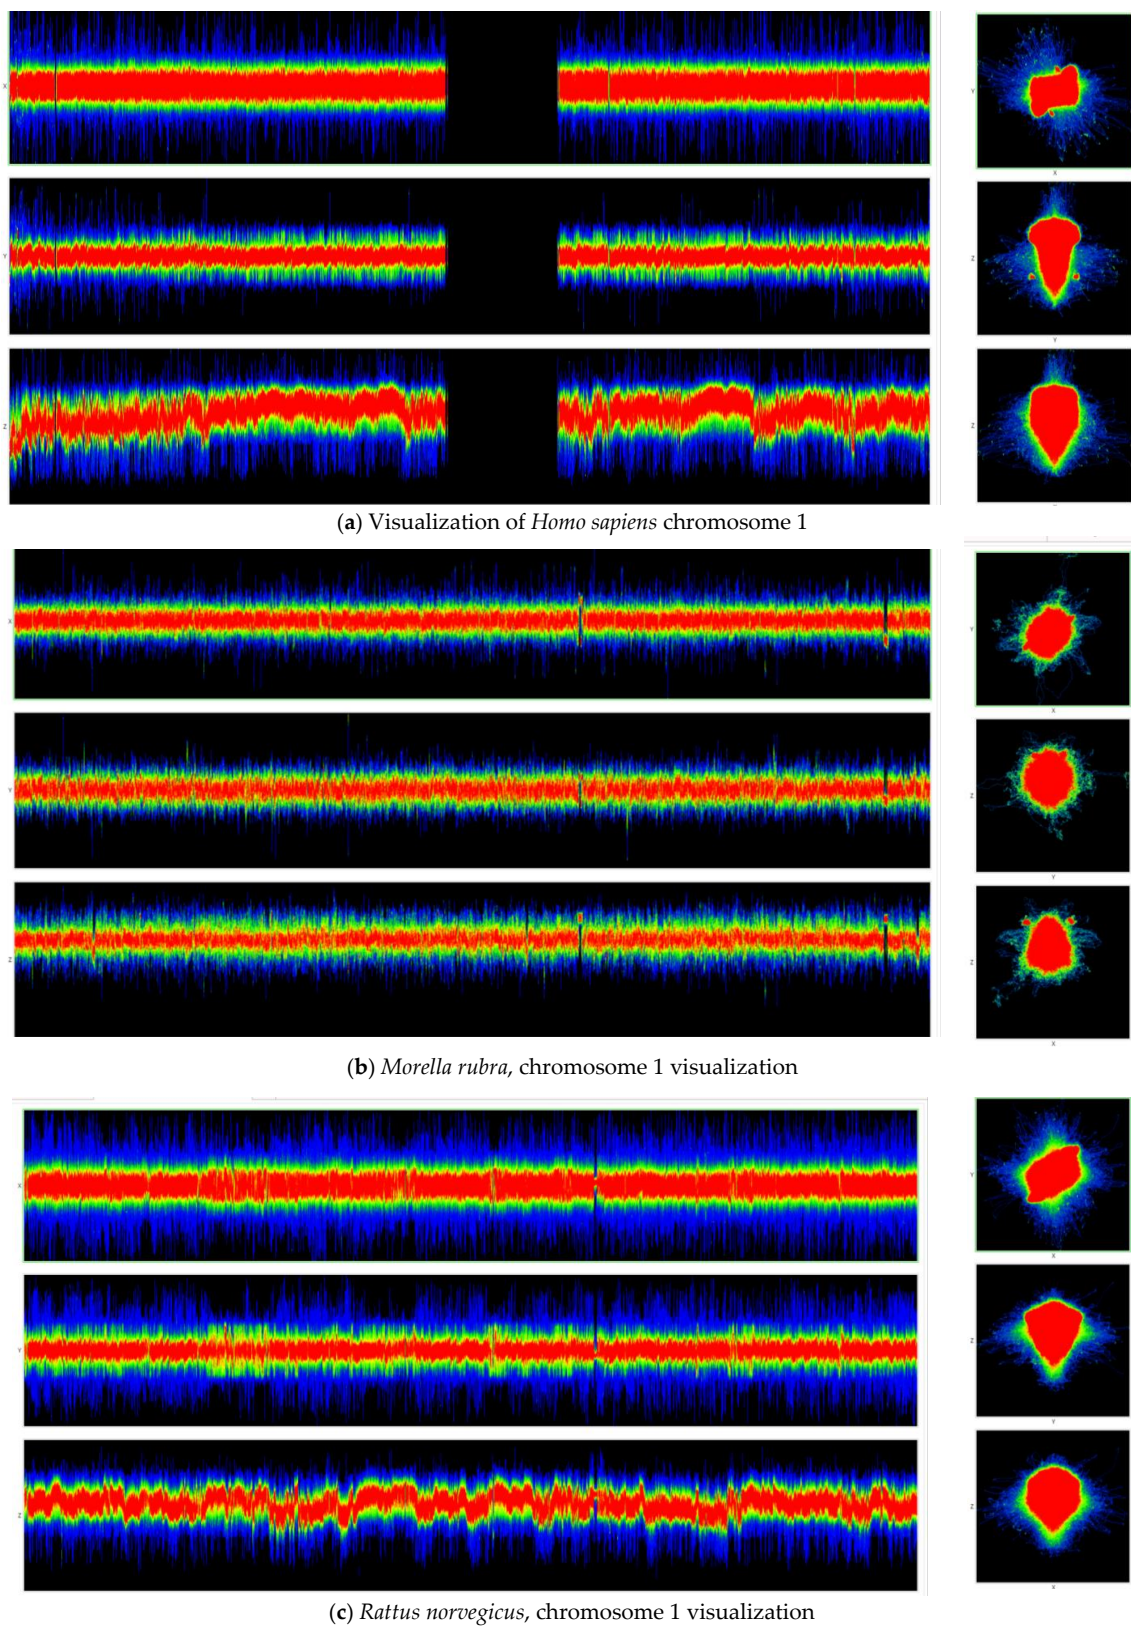 X
Y
X
Y
Z
Y
Z
Z
X
(a) Visualization of Homo sapiens chromosome 1
X
Y
X
Y
Z
Y
Z
Z
X
(b) Morella rubra, chromosome 1 visualization
X
Y
X
Y
Z
Y
Z
Z
X
(c) Rattus norvegicus, chromosome 1 visualization